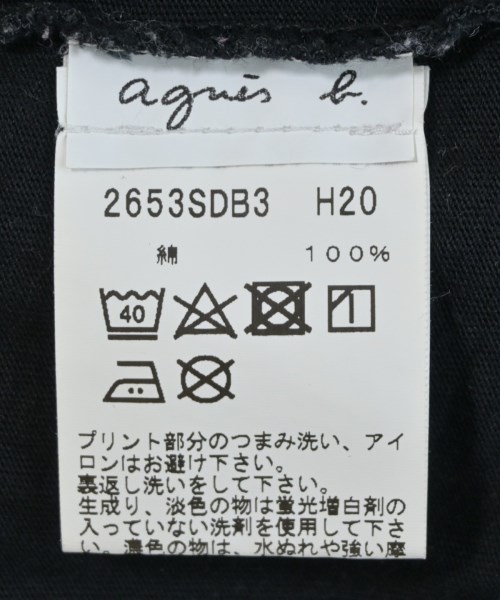 agnès b.
2653SDB3 H20
綿 100%
40
プリント部分のつまみ洗い、アイ
ロンはお避け下さい。
裏返し洗いをして下さい。
生成り、淡色の物は蛍光増白剤の
入っていない洗剤を使用して下さ
い。濃色の物は、水ぬれや強い摩